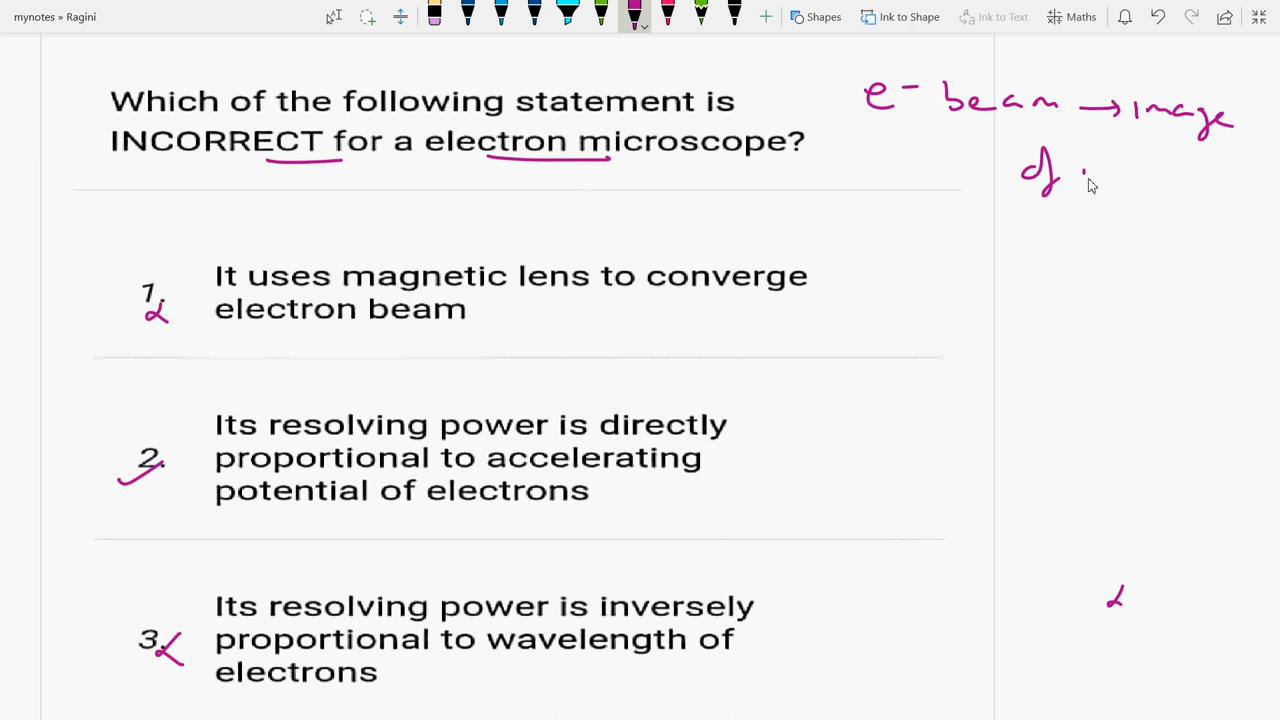 mynotes » Ragini
Shapes
Ink to Shape
Ink to Text
Maths
Which of the following statement is
INCORRECT for a electron microscope?
e- beam → Image
of
1. It uses magnetic lens to converge
electron beam
2. Its resolving power is directly
proportional to accelerating
potential of electrons
3. Its resolving power is inversely
proportional to wavelength of
electrons